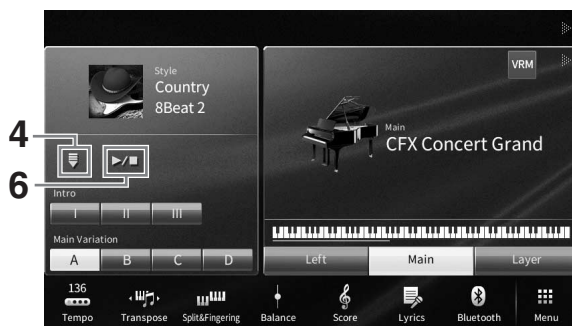 Style
Country
8Beat 2
4
6
Intro
I II III
Main Variation
A B C D
VRM
Main
CFX Concert Grand
Left Main Layer
136
Tempo Transpose Split&Fingering Balance Score Lyrics Bluetooth Menu